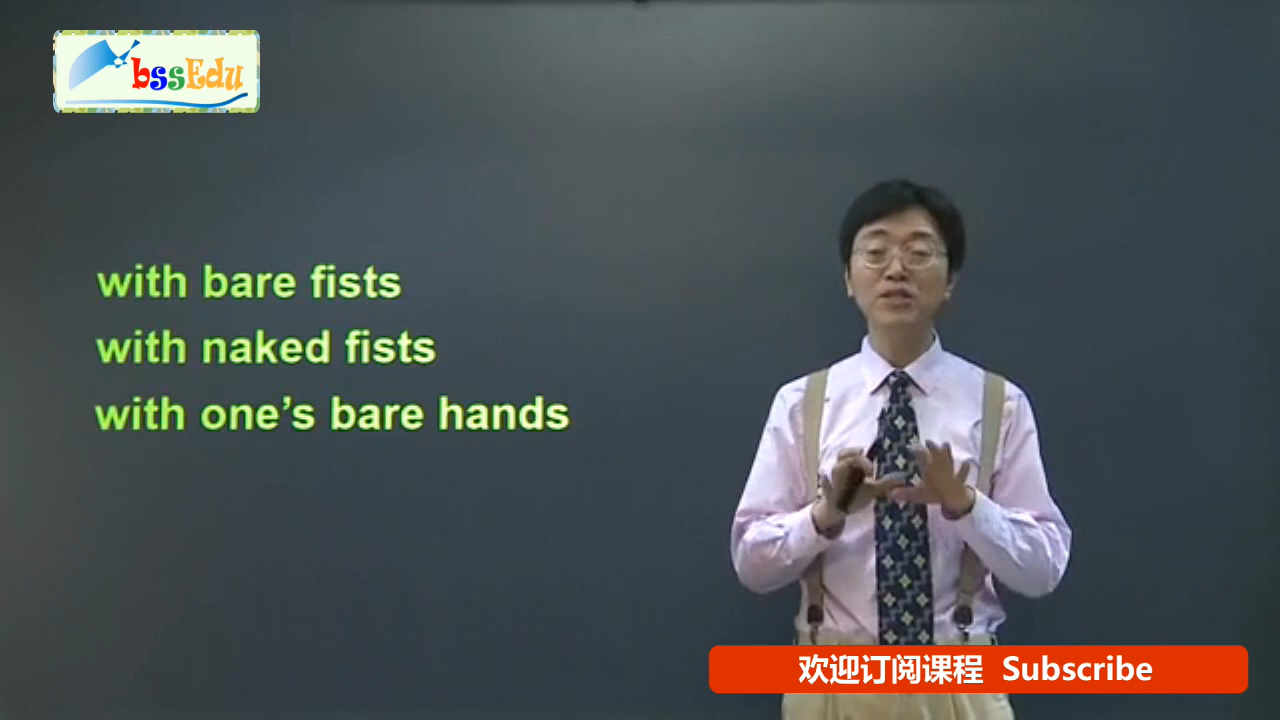 bssEdu
with bare fists
with naked fists
with one's bare hands
欢迎订阅课程 Subscribe